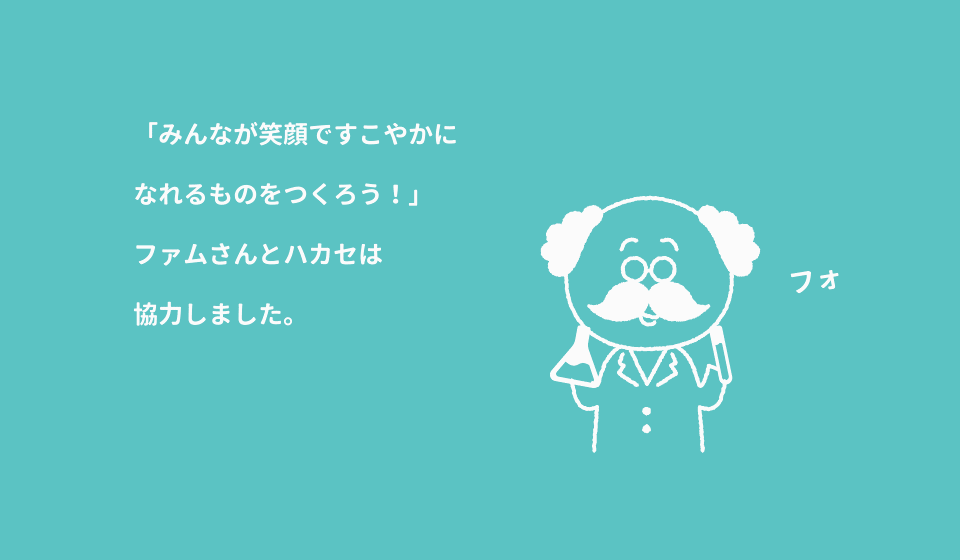 「みんなが笑顔ですこやかに
なれるものをつくろう！」
ファムさんとハカセは
協力しました。
フォ